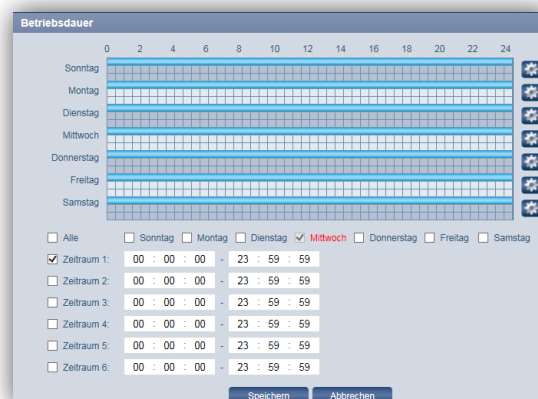 Betriebsdauer
0 2 4 6 8 10 12 14 16 18 20 22 24
Sonntag
Montag
Dienstag
Mittwoch
Donnerstag
Freitag
Samstag
Alle Sonntag Montag Dienstag Mittwoch Donnerstag Freitag Samstag
Zeitraum 1: 00 : 00 : 00 - 23 : 59 : 59
Zeitraum 2: 00 : 00 : 00 - 23 : 59 : 59
Zeitraum 3: 00 : 00 : 00 - 23 : 59 : 59
Zeitraum 4: 00 : 00 : 00 - 23 : 59 : 59
Zeitraum 5: 00 : 00 : 00 - 23 : 59 : 59
Zeitraum 6: 00 : 00 : 00 - 23 : 59 : 59
Speichern Abbrechen